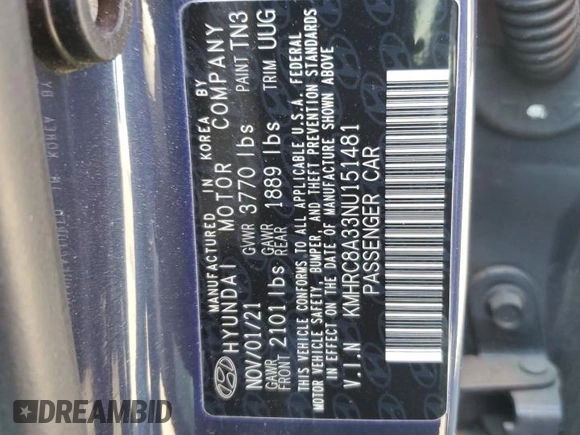 MANUFACTURED IN KOREA BY
HYUNDAI MOTOR COMPANY
NOV/01/21 GVWR 3770 lbs PAINT TN3
GAWR FRONT 2101 lbs GAWR REAR 1889 lbs TRIM UUG
THIS VEHICLE CONFORMS TO ALL APPLICABLE U.S.A. FEDERAL
MOTOR VEHICLE SAFETY, BUMPER, AND THEFT PREVENTION STANDARDS
IN EFFECT ON THE DATE OF MANUFACTURE SHOWN ABOVE
V.I.N KMHRC8A33NU151481
PASSENGER CAR
DREAMBID